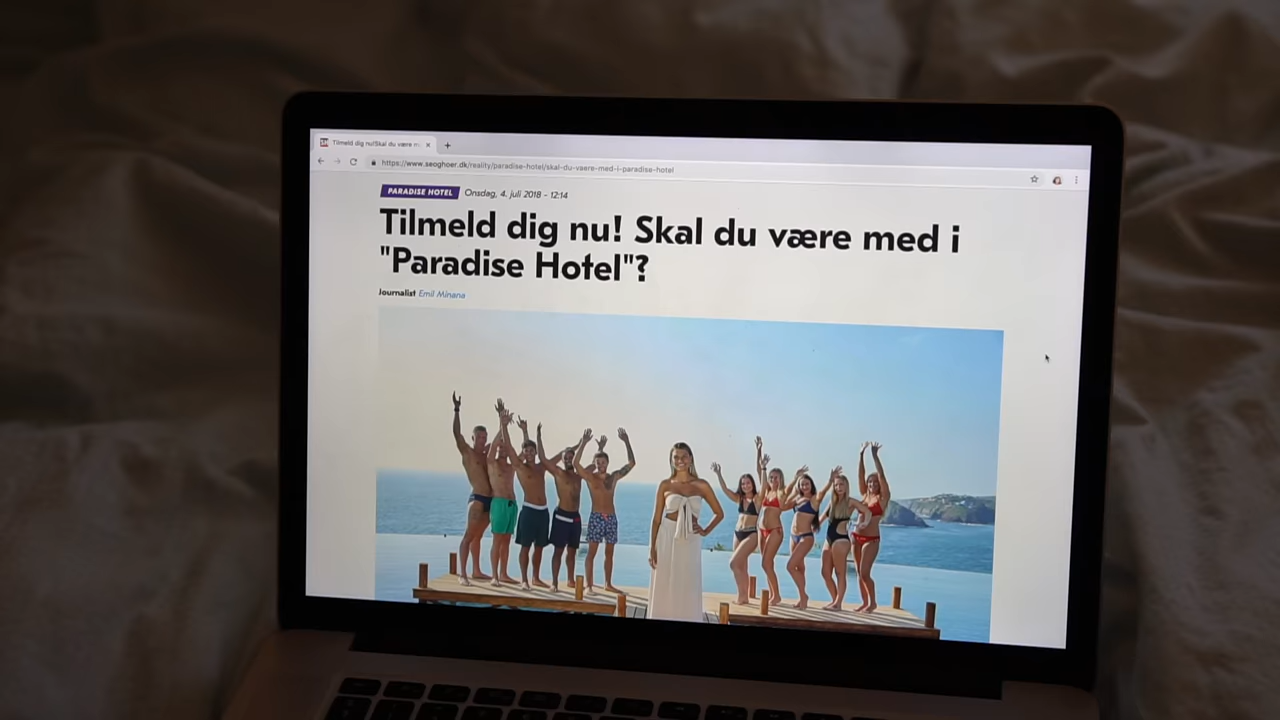 Tilmeld dig nu!Skal du være m
https://www.seoghoer.dk/reality/paradise-hotel/skal-du-vaere-med-i-paradise-hotel
PARADISE HOTEL Onsdag, 4. juli 2018 - 12:14
Tilmeld dig nu! Skal du være med i
"Paradise Hotel"?
Journalist Emil Minana